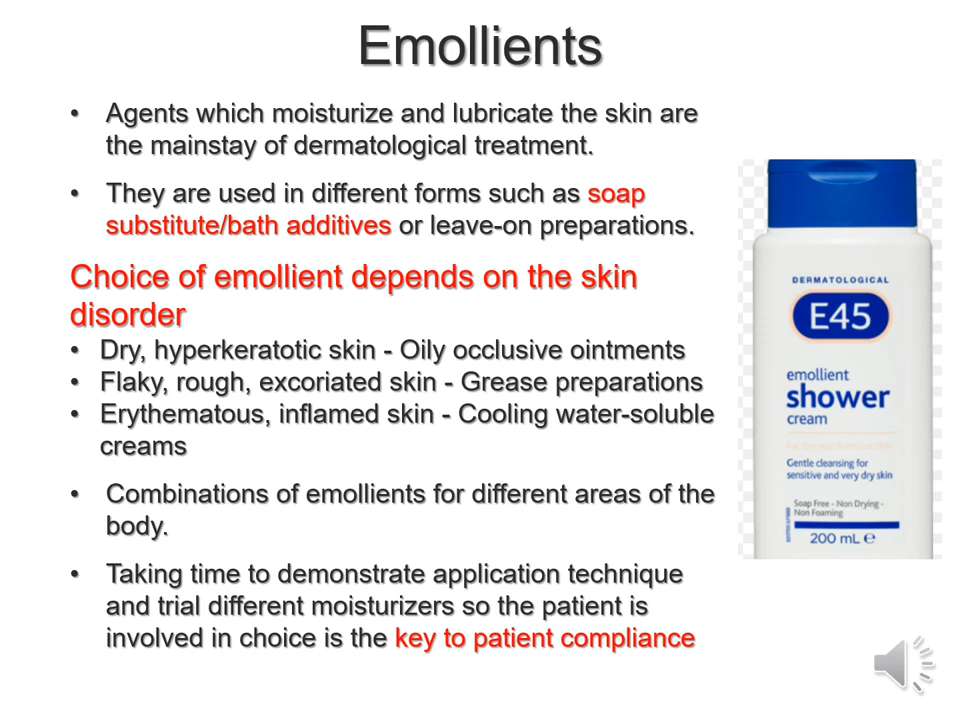 Emollients
• Agents which moisturize and lubricate the skin are
the mainstay of dermatological treatment.
• They are used in different forms such as soap
substitute/bath additives or leave-on preparations.
Choice of emollient depends on the skin
disorder
• Dry, hyperkeratotic skin - Oily occlusive ointments
• Flaky, rough, excoriated skin - Grease preparations
• Erythematous, inflamed skin - Cooling water-soluble
creams
• Combinations of emollients for different areas of the
body.
• Taking time to demonstrate application technique
and trial different moisturizers so the patient is
involved in choice is the key to patient compliance
DERMATOLOGICAL
E45
emollient
shower
cream
Gentle cleansing for
sensitive and very dry skin
Soap Free - Non Drying -
Non Foaming
200 mL e